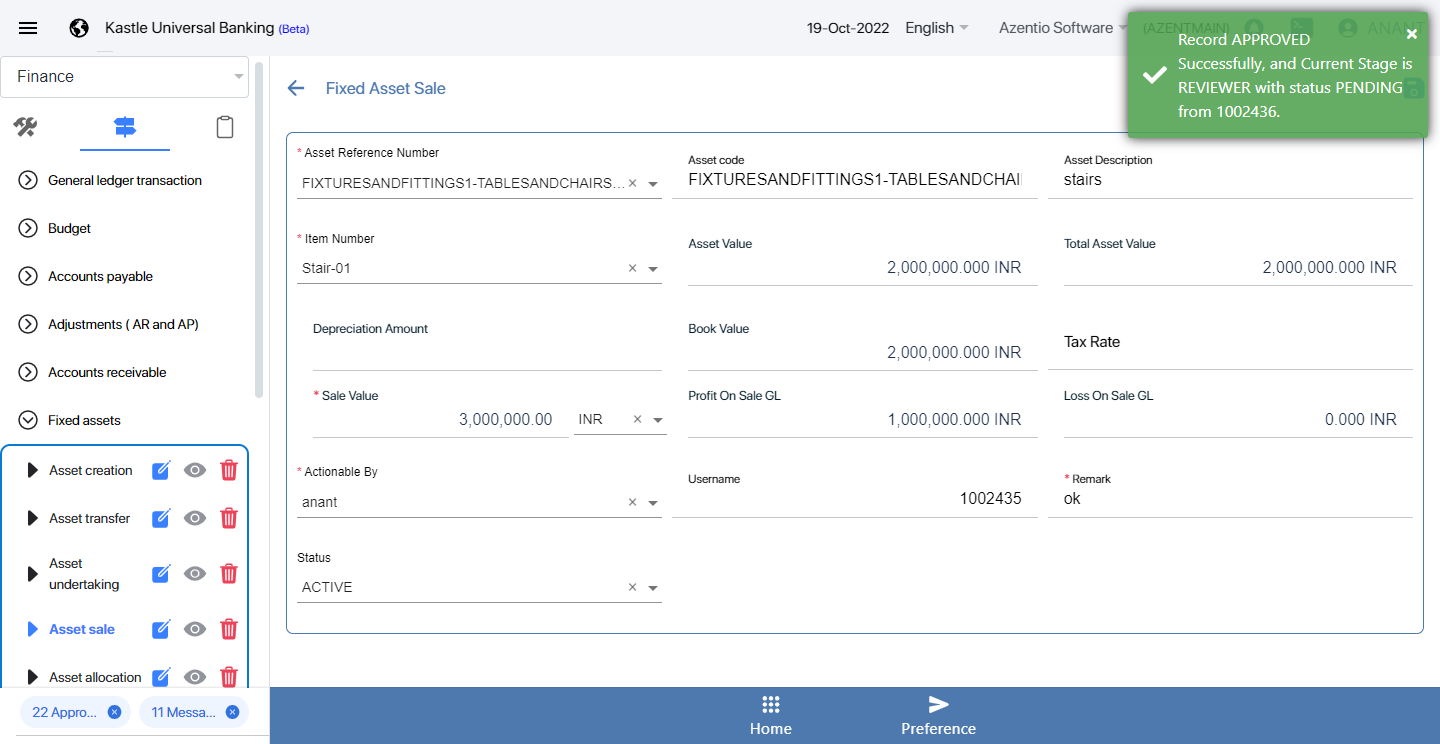 Kastle Universal Banking (Beta)
19-Oct-2022
English
Azentio Software
(AZENTMAIN)
ANANT
Record APPROVED
Successfully, and Current Stage is
REVIEWER with status PENDING
from 1002436.
Finance
General ledger transaction
Budget
Accounts payable
Adjustments ( AR and AP)
Accounts receivable
Fixed assets
Asset creation
Asset transfer
Asset
undertaking
Asset sale
Asset allocation
22 Appro...
11 Messa...
Fixed Asset Sale
* Asset Reference Number
FIXTURESANDFITTINGS1-TABLESANDCHAIRS...
Asset code
FIXTURESANDFITTINGS1-TABLESANDCHAI
Asset Description
stairs
* Item Number
Stair-01
Asset Value
2,000,000.000 INR
Total Asset Value
2,000,000.000 INR
Depreciation Amount
Book Value
2,000,000.000 INR
Tax Rate
* Sale Value
3,000,000.00
INR
Profit On Sale GL
1,000,000.000 INR
Loss On Sale GL
0.000 INR
* Actionable By
anant
Username
1002435
* Remark
ok
Status
ACTIVE
Home
Preference